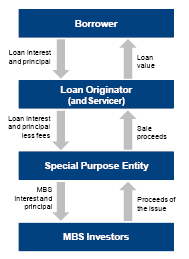 Borrower
Loan interest
and principal
Loan
value
Loan Originator
(and Servicer)
Loan interest
and principal
less fees
Sale
proceeds
Special Purpose Entity
MBS
interest and
principal
Proceeds of
the issue
MBS Investors